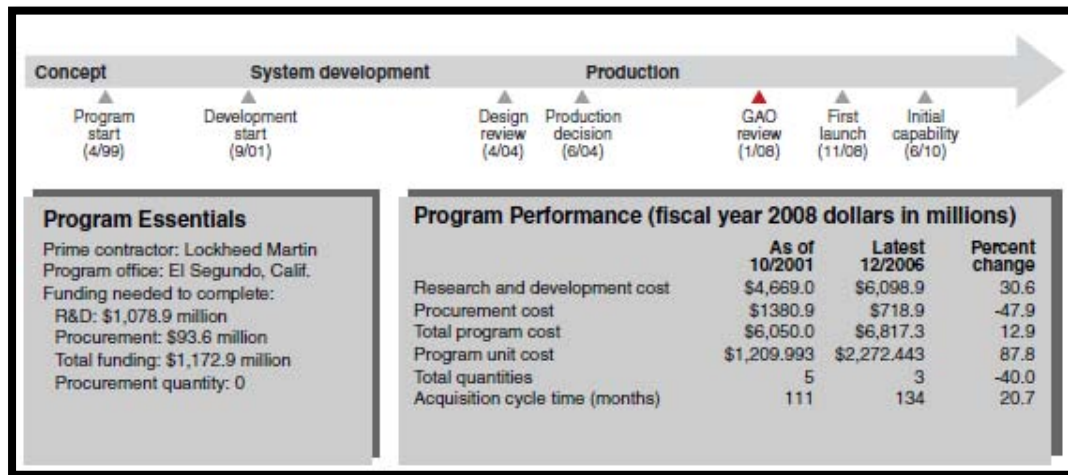 Concept System development Production
Program start (4/99)
Development start (9/01)
Design review (4/04)
Production decision (6/04)
GAO review (1/08)
First launch (11/08)
Initial capability (6/10)
Program Essentials
Prime contractor: Lockheed Martin
Program office: El Segundo, Calif.
Funding needed to complete:
R&D: $1,078.9 million
Procurement: $93.6 million
Total funding: $1,172.9 million
Procurement quantity: 0
Program Performance (fiscal year 2008 dollars in millions)
As of 10/2001 Latest 12/2006 Percent change
Research and development cost $4,669.0 $6,098.9 30.6
Procurement cost $1380.9 $718.9 -47.9
Total program cost $6,050.0 $6,817.3 12.9
Program unit cost $1,209.993 $2,272.443 87.8
Total quantities 5 3 -40.0
Acquisition cycle time (months) 111 134 20.7